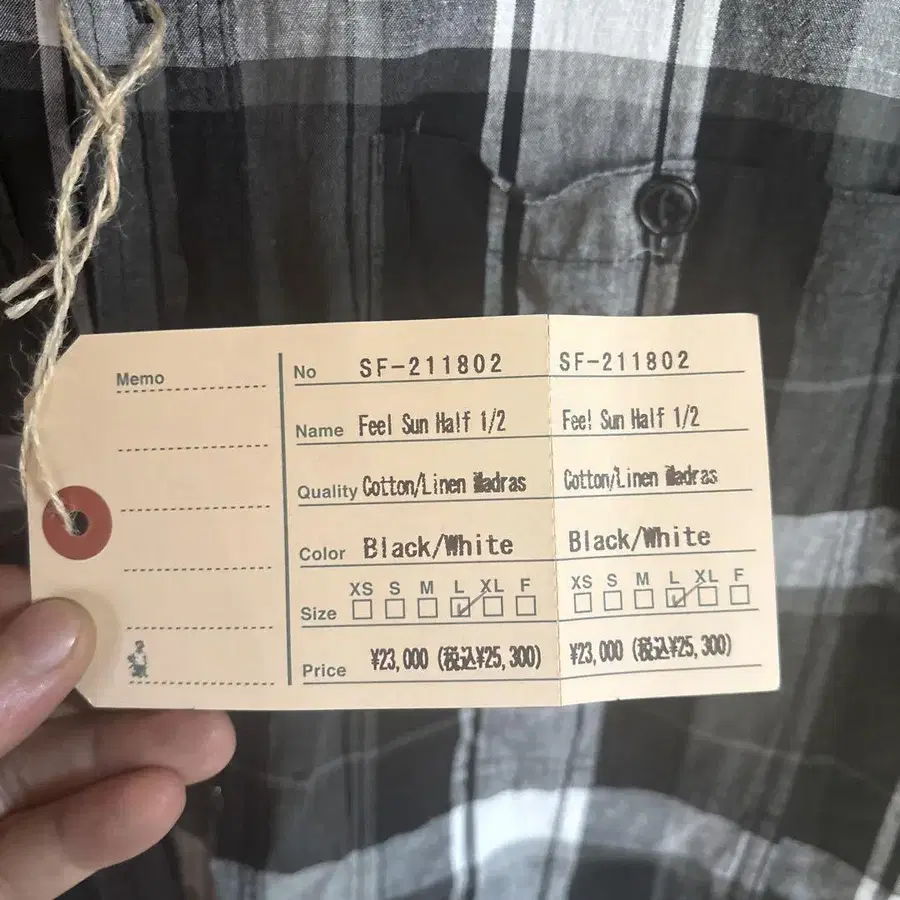 Memo
No SF-211802
Name Feel Sun Half 1/2
Quality Cotton/Linen Madras
Color Black/White
XS S M L XL F
Size
Price ¥23,000 (税込¥25,300)
SF-211802
Feel Sun Half 1/2
Cotton/Linen Madras
Black/White
XS S M L XL F
¥23,000 (税込¥25,300)